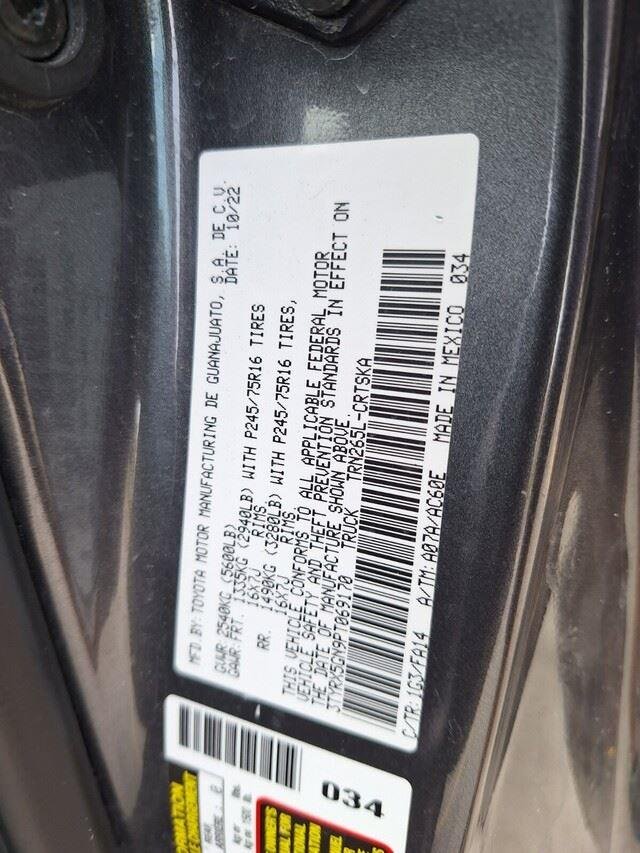 MFD. BY: TOYOTA MOTOR MANUFACTURING DE GUANAJUATO, S.A. DE C.V.
DATE: 10/22
GVWR: 2540KG (5600LB)
GAWR: FRT. 1335KG (2940LB) WITH P245/75R16 TIRES
16X7J RIMS,
RR. 1490KG (3280LB) WITH P245/75R16 TIRES,
16X7J RIMS,
THIS VEHICLE CONFORMS TO ALL APPLICABLE FEDERAL MOTOR
VEHICLE SAFETY AND THEFT PREVENTION STANDARDS IN EFFECT ON
THE DATE OF MANUFACTURE SHOWN ABOVE.
3TYRX5GN9PT069170 TRUCK TRN265L-CRTSKA
C/TR: 1G3/FA14 A/TM: A07A/AC60E MADE IN MEXICO 034
034